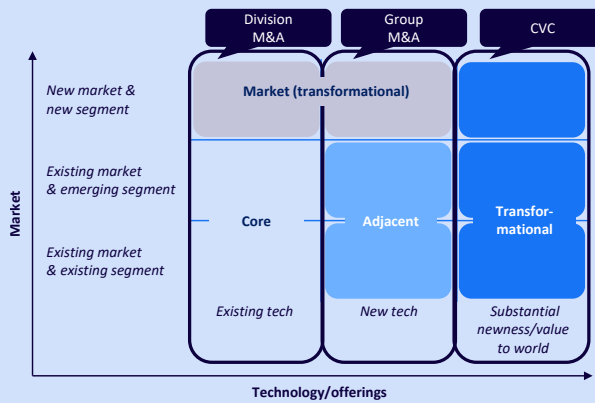 Division
M&A
Group
M&A
CVC
New market &
new segment
Market (transformational)
Existing market
& emerging segment
Core
Adjacent
Transfor-
mational
Existing market
& existing segment
Existing tech
New tech
Substantial
newness/value
to world
Market
Technology/offerings